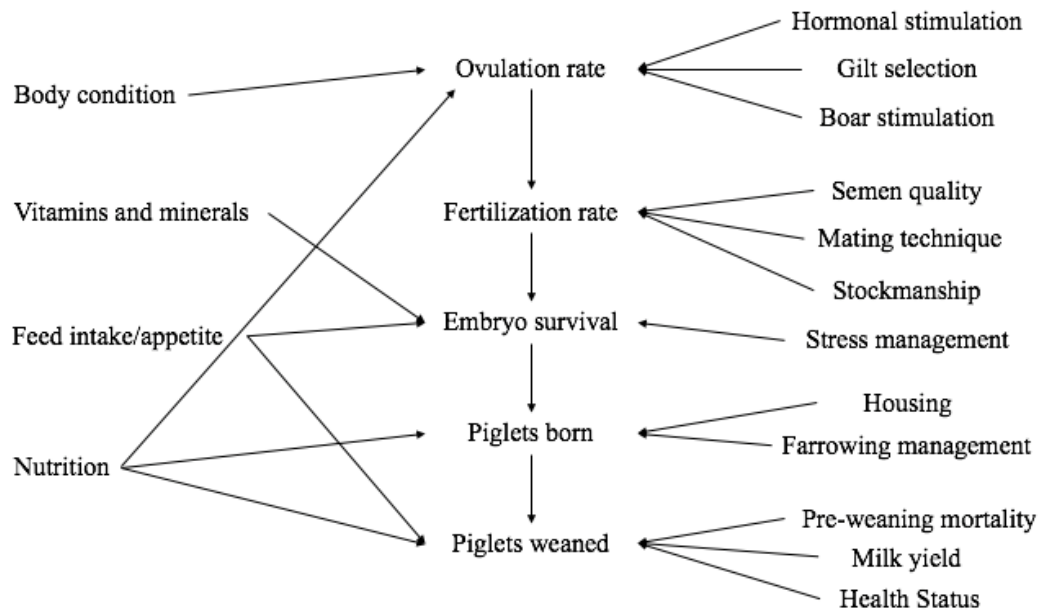 Hormonal stimulation
Ovulation rate
Gilt selection
Body condition
Boar stimulation
Semen quality
Vitamins and minerals
Fertilization rate
Mating technique
Stockmanship
Embryo survival
Feed intake/appetite
Stress management
Housing
Piglets born
Farrowing management
Nutrition
Pre-weaning mortality
Piglets weaned
Milk yield
Health Status